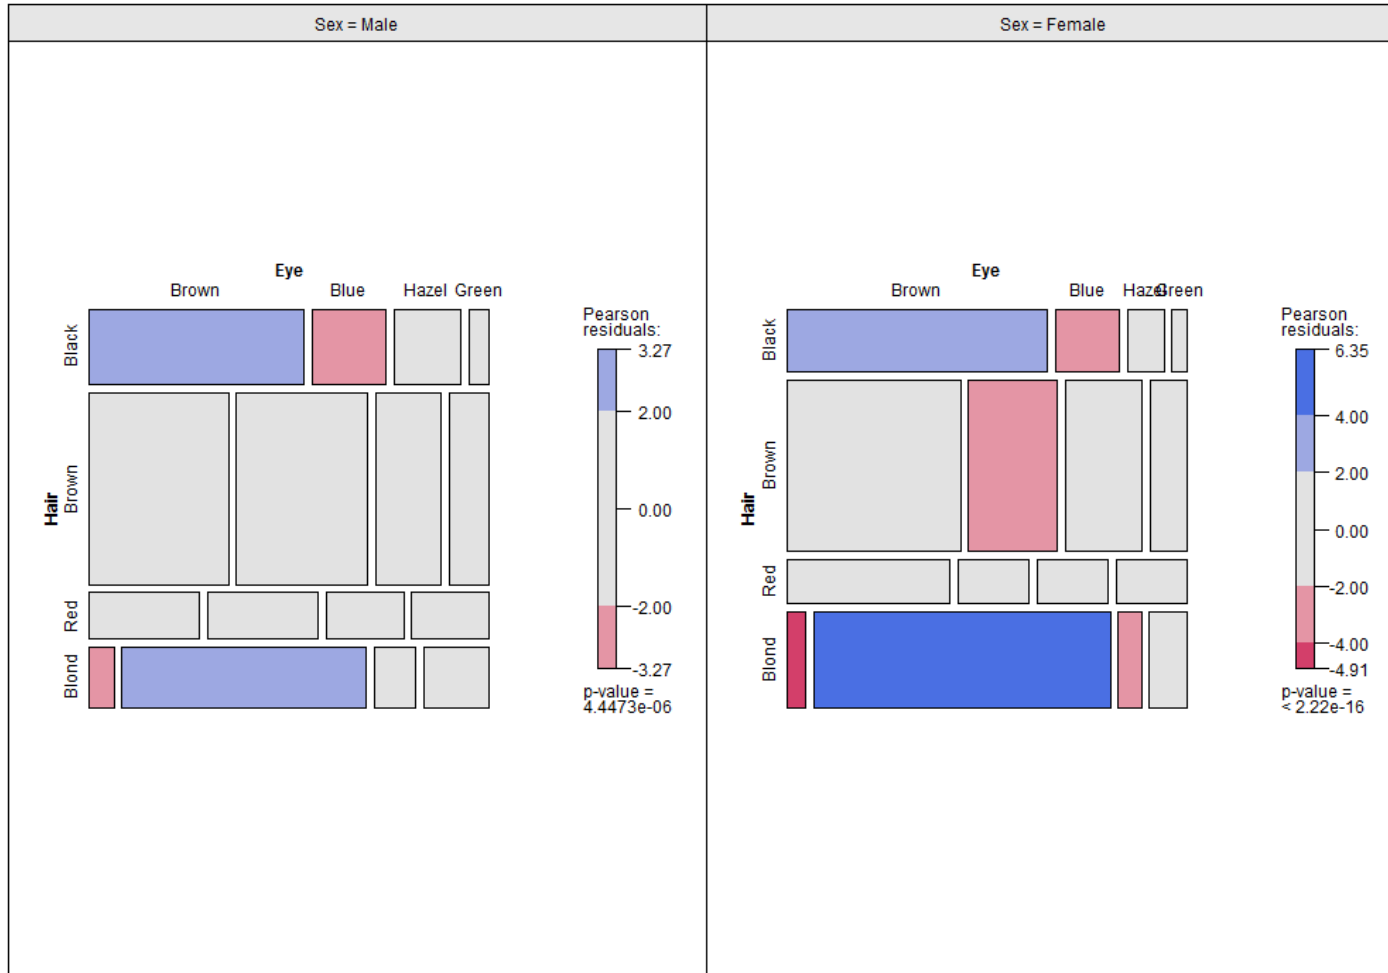 Sex = Male
Sex = Female
Eye
Brown Blue Hazel Green
Hair
Black
Brown
Red
Blond
Pearson
residuals:
3.27
2.00
0.00
-2.00
-3.27
p-value =
4.4473e-06
Eye
Brown Blue Hazel Green
Hair
Black
Brown
Red
Blond
Pearson
residuals:
6.35
4.00
2.00
0.00
-2.00
-4.00
-4.91
p-value =
< 2.22e-16